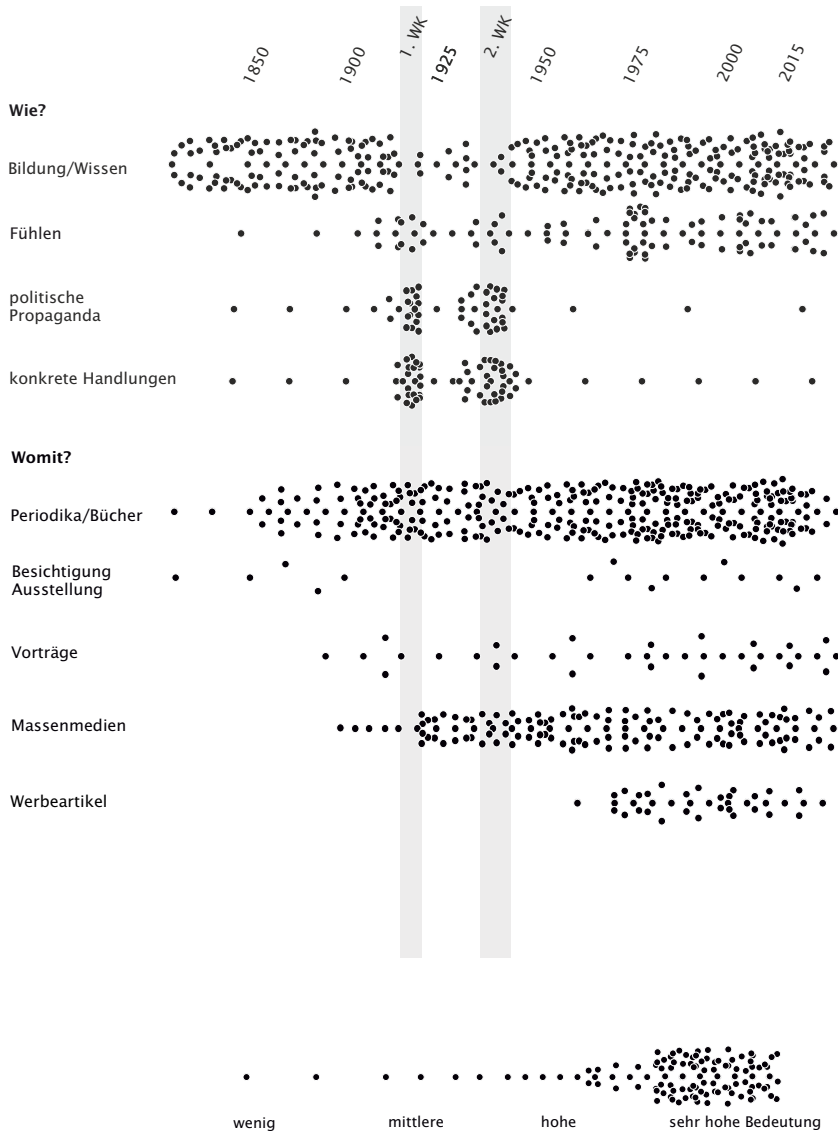 1850
1900
1. WK
1925
2. WK
1950
1975
2000
2015
Wie?
Bildung/Wissen
Fühlen
politische
Propaganda
konkrete Handlungen
Womit?
Periodika/Bücher
Besichtigung
Ausstellung
Vorträge
Massenmedien
Werbeartikel
wenig mittlere hohe sehr hohe Bedeutung